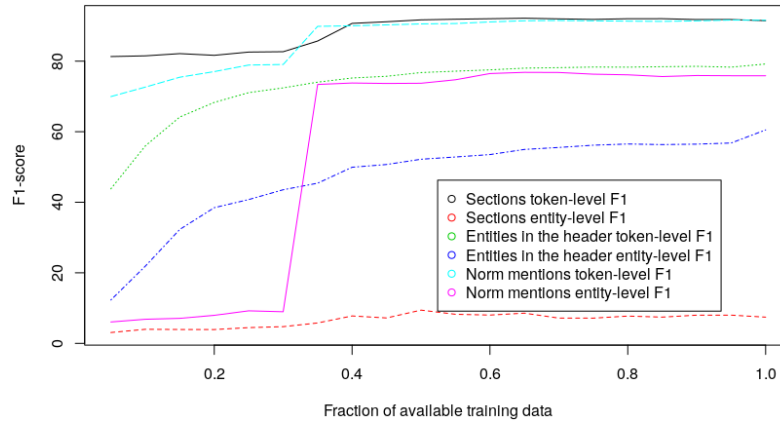 F1-score
80
60
40
20
0
Sections token-level F1
Sections entity-level F1
Entities in the header token-level F1
Entities in the header entity-level F1
Norm mentions token-level F1
Norm mentions entity-level F1
0.2 0.4 0.6 0.8 1.0
Fraction of available training data